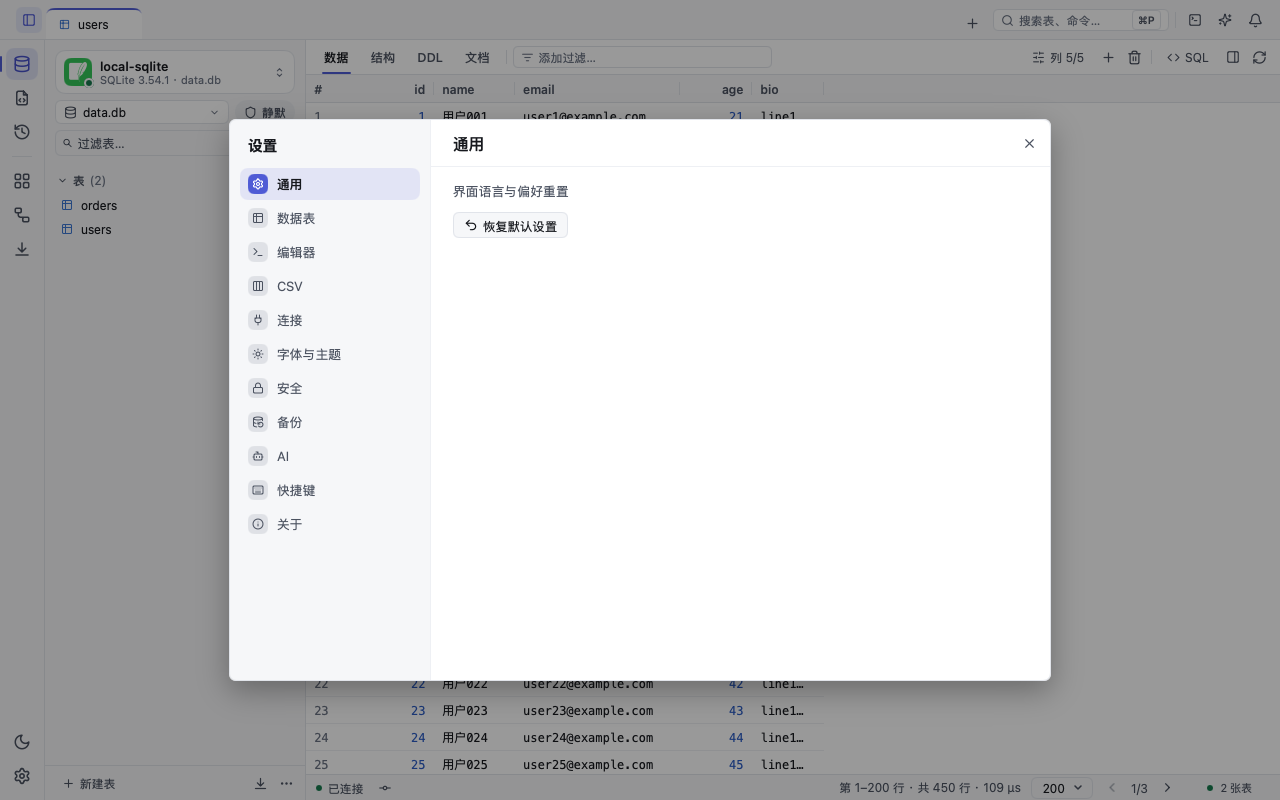 users
搜索表、命令... ⌘P
local-sqlite
SQLite 3.54.1 · data.db
data.db
静默
过滤表...
表 (2)
orders
users
新建表
数据 结构 DDL 文档 添加过滤... 列 5/5 SQL
# id name email age bio
1 1 用户001 user1@example.com 21 line1
设置
通用
数据表
编辑器
CSV
连接
字体与主题
安全
备份
AI
快捷键
关于
通用
界面语言与偏好重置
恢复默认设置
22 22 用户022 user22@example.com 42 line1…
23 23 用户023 user23@example.com 43 line1…
24 24 用户024 user24@example.com 44 line1…
25 25 用户025 user25@example.com 45 line1…
已连接 第 1–200 行 · 共 450 行 · 109 µs 200 1/3 2 张表